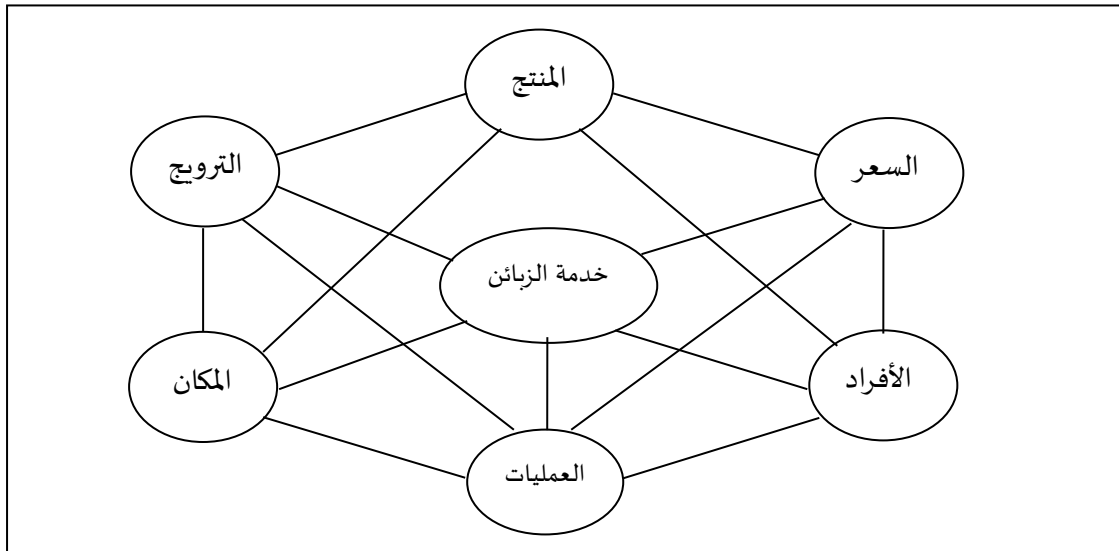 المنتج
السعر
الترويج
خدمة الزبائن
الأفراد
المكان
العمليات